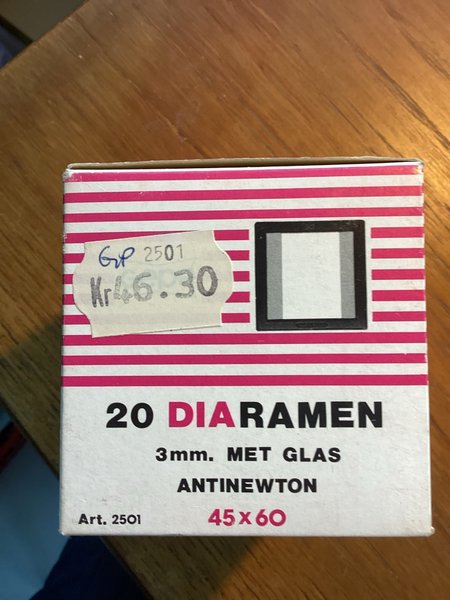 GP 2501
Kr 46.30
20 DIARAMEN
3mm. MET GLAS
ANTINEWTON
Art. 2501 45x60